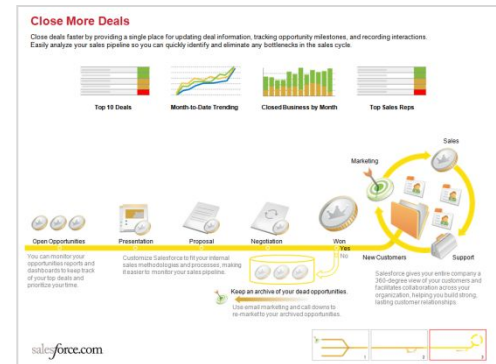 Close More Deals
Close deals faster by providing a single place for updating deal information, tracking opportunity milestones, and recording interactions.
Easily analyze your sales pipeline so you can quickly identify and eliminate any bottlenecks in the sales cycle.
Top 10 Deals
Month-to-Date Trending
Closed Business by Month
Top Sales Reps
Sales
Marketing
Open Opportunities
Presentation
Proposal
Negotiation
Won
Yes
No
New Customers
Support
You can monitor your
opportunities reports and
dashboards to keep track
of your top deals and
prioritize your time.
Customize Salesforce to fit your internal
sales methodologies and processes, making
it easier to monitor your sales pipeline.
Keep an archive of your dead opportunities.
Use email marketing and call downs to
re-market to your archived opportunities.
Salesforce gives your entire company a
360-degree view of your customers and
facilitates collaboration across your
organization, helping you build strong,
lasting customer relationships.
salesforce.com
1
2
3